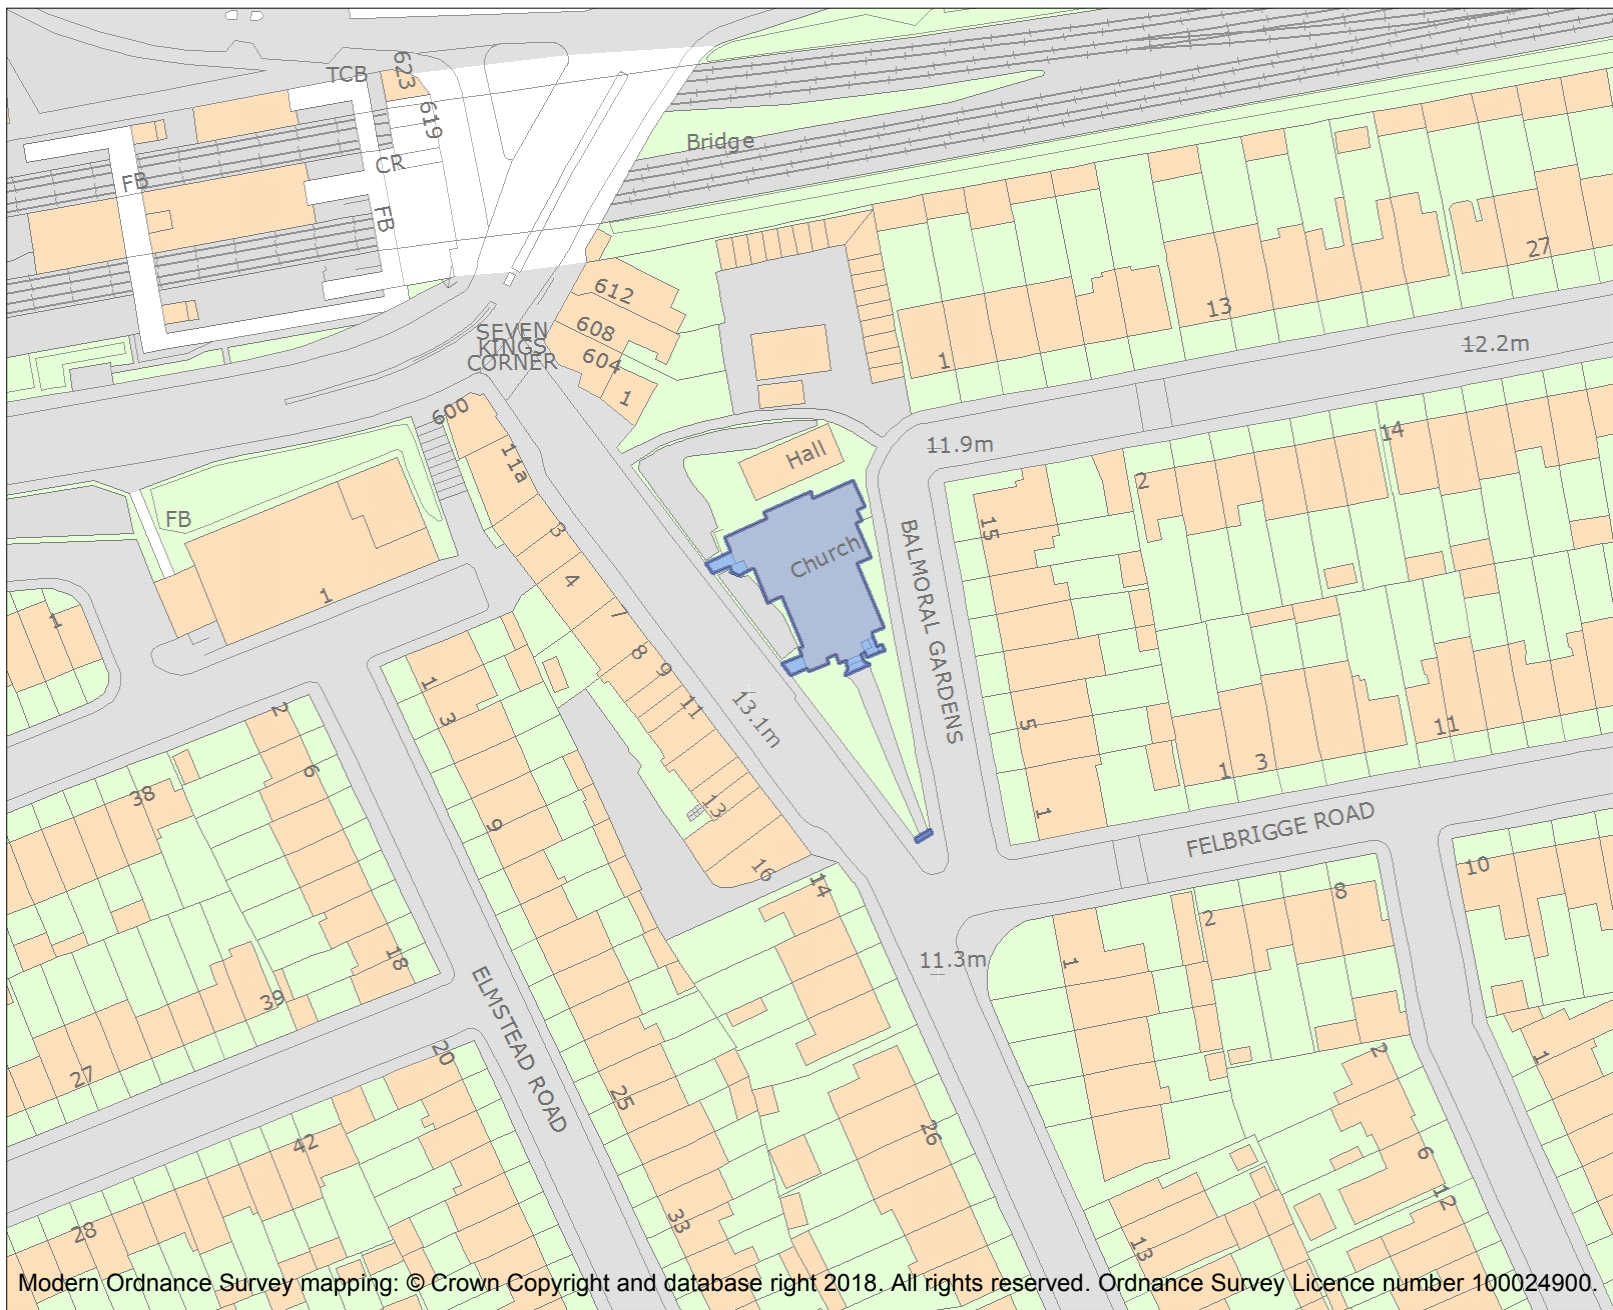 623
TCB
619
Bridge
CR
FB
FB
27
612
13
608
SEVEN
KINGS
CORNER
12.2m
604
1
1
600
14
11.9m
Hall
11a
2
FB
15
3
Church
4
1
1
7
BALMORAL GARDENS
8
9
1
11
13.1m
2
3
5
11
6
1
3
38
13
1
9
FELBRIGGE ROAD
16
14
10
8
2
18
11.3m
1
39
ELMSTEAD ROAD
20
2
1
27
25
26
42
6
12
33
28
13
Modern Ordnance Survey mapping: © Crown Copyright and database right 2018. All rights reserved. Ordnance Survey Licence number 100024900.